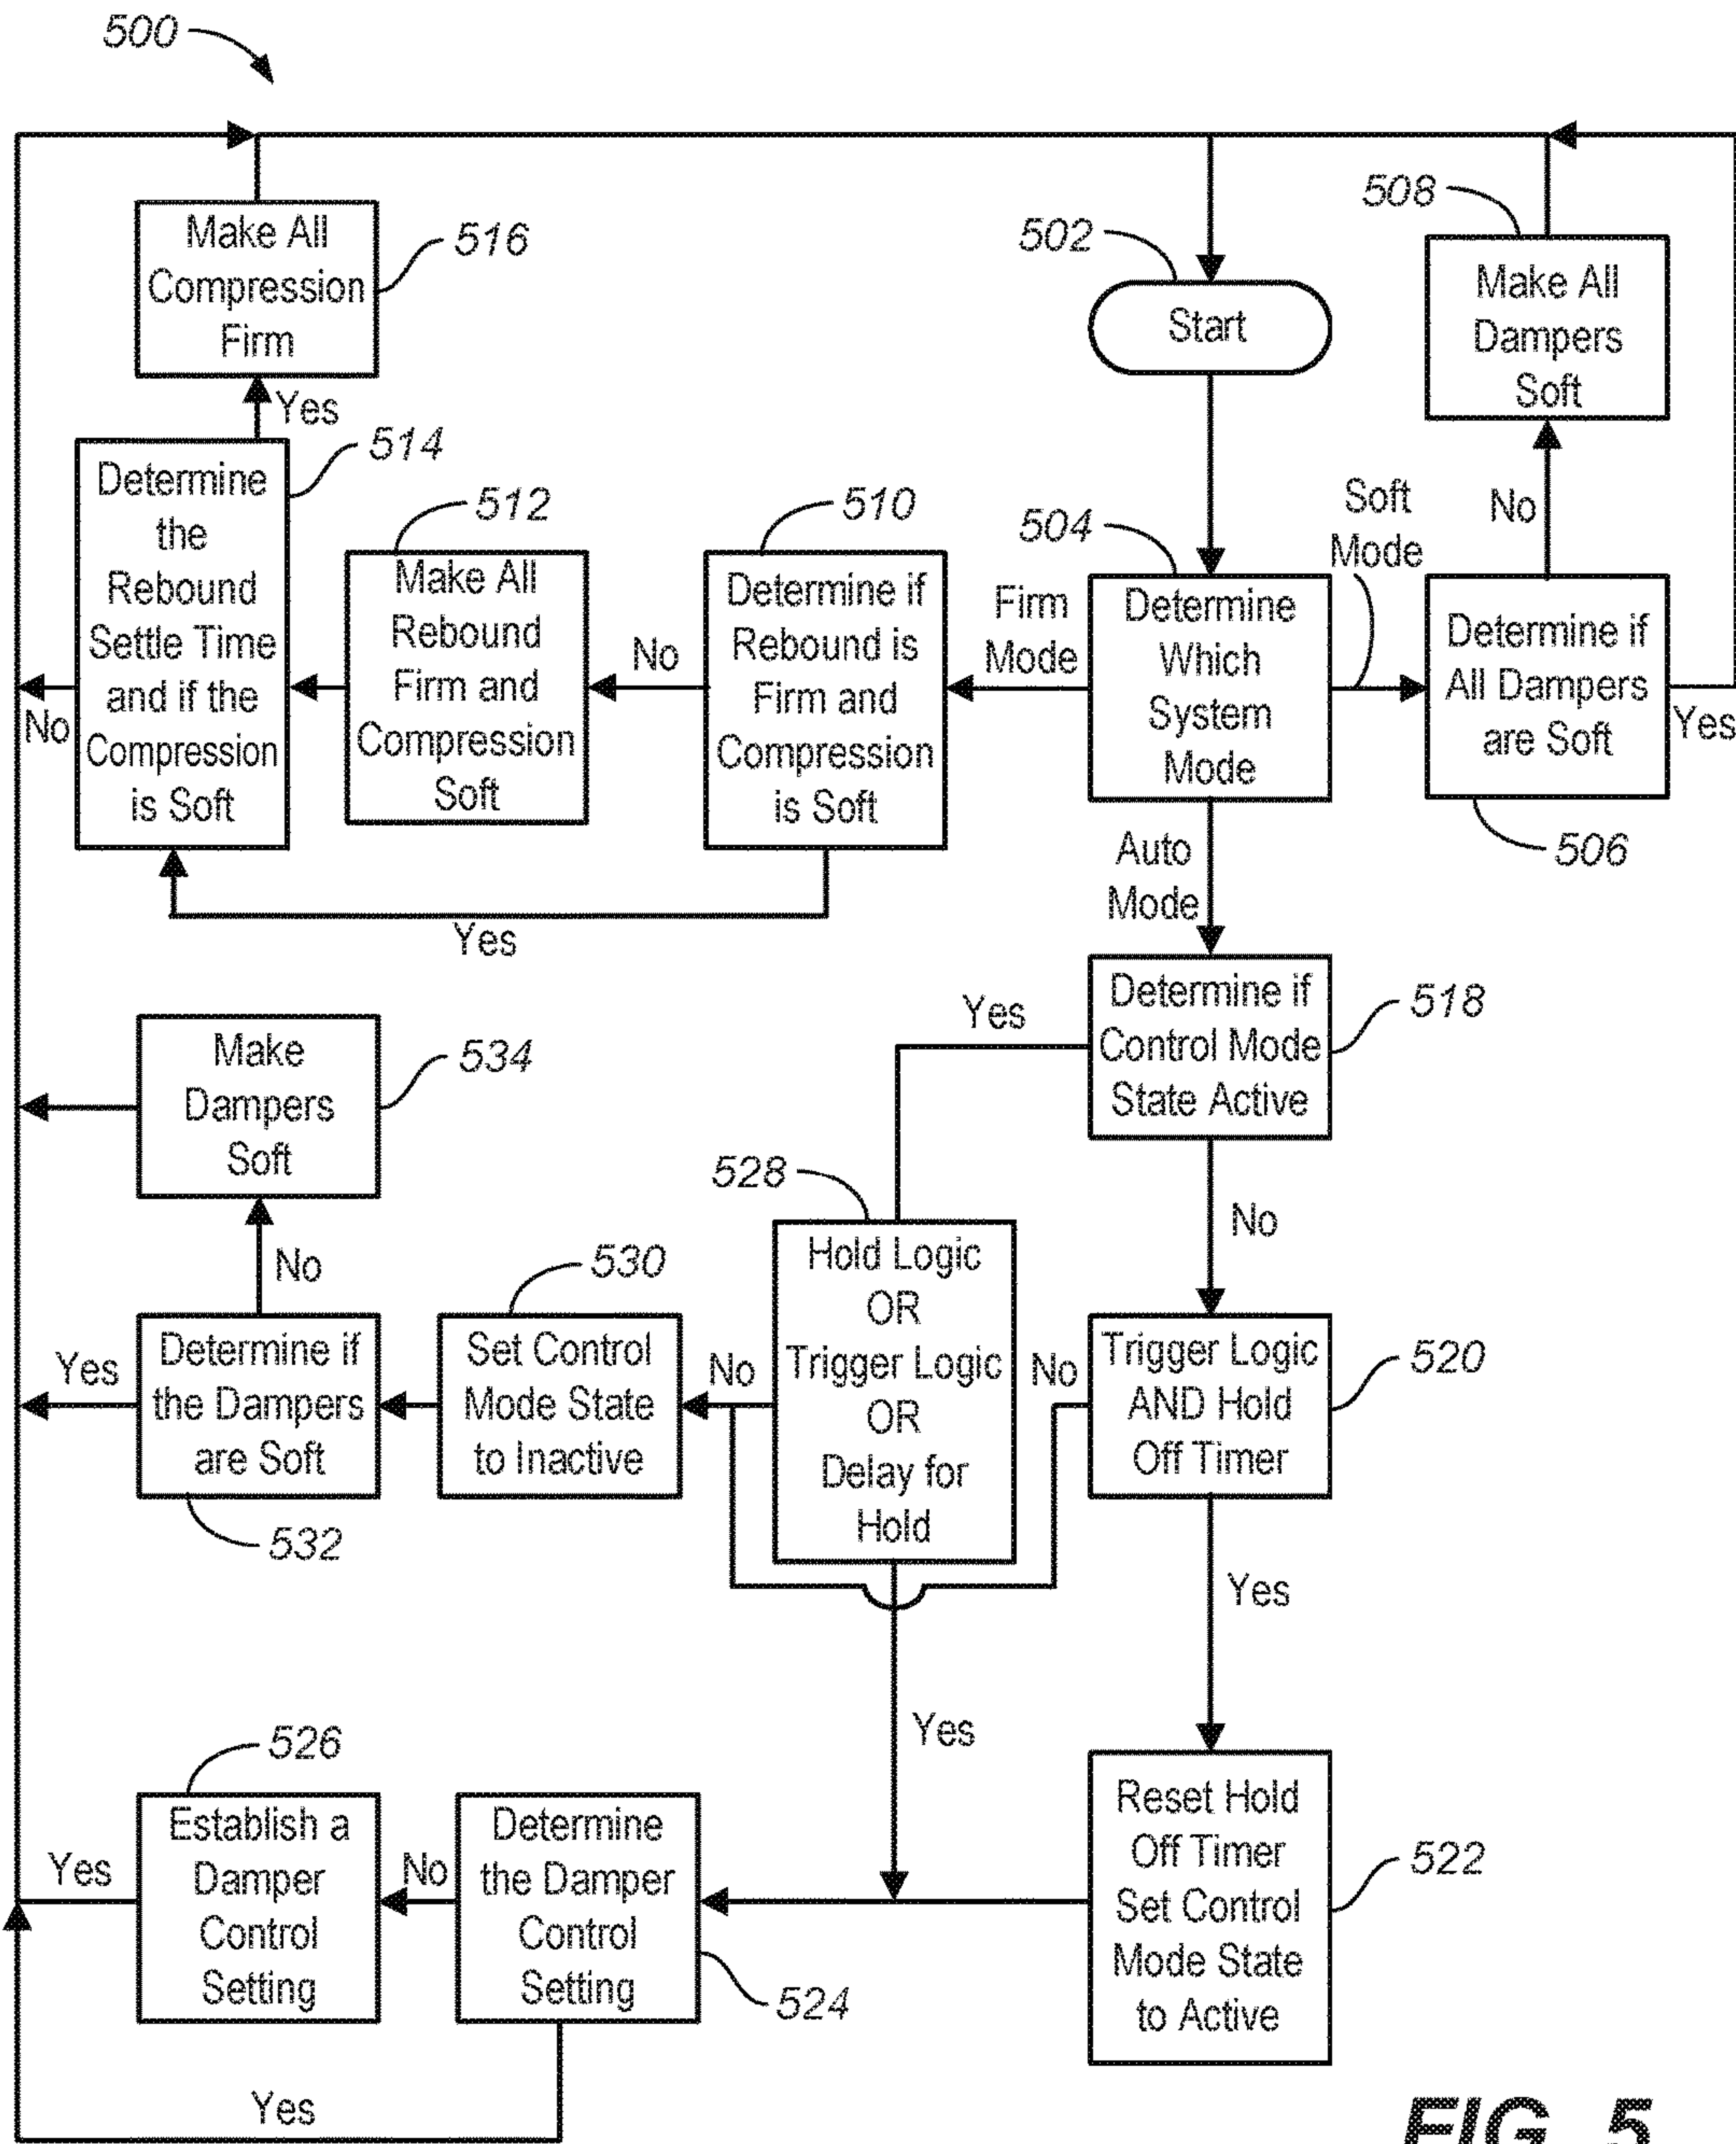 500
516
Make All
Compression
Firm
502
Start
508
Make All
Dampers
Soft
Yes
514
Determine
the
Rebound
Settle Time
and if the
Compression
is Soft
No
512
Make All
Rebound
Firm and
Compression
Soft
No
510
Determine if
Rebound is
Firm and
Compression
is Soft
Yes
Firm
Mode
504
Determine
Which
System
Mode
Soft
Mode
No
Determine if
All Dampers
are Soft
Yes
506
Auto
Mode
Yes
Determine if
Control Mode
State Active
518
534
Make
Dampers
Soft
No
528
Hold Logic
OR
Trigger Logic
OR
Delay for
Hold
No
530
Set Control
Mode State
to Inactive
No
Yes
Determine if
the Dampers
are Soft
532
No
Trigger Logic
AND Hold
Off Timer
520
Yes
Yes
526
Establish a
Damper
Control
Setting
Yes
No
Determine
the Damper
Control
Setting
524
Reset Hold
Off Timer
Set Control
Mode State
to Active
522
Yes
FIG. 5